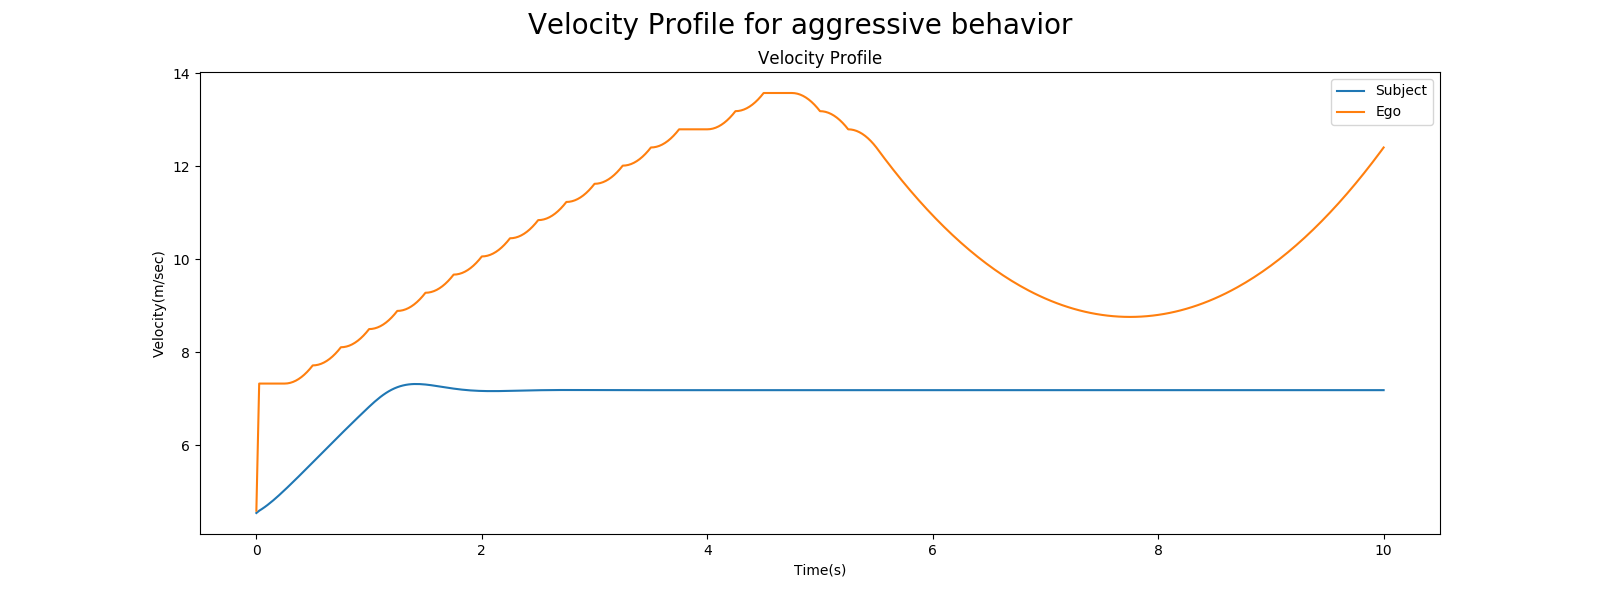 Velocity Profile for aggressive behavior
Velocity Profile
14
12
10
8
6
Velocity(m/sec)
Subject
Ego
0 2 4 6 8 10
Time(s)